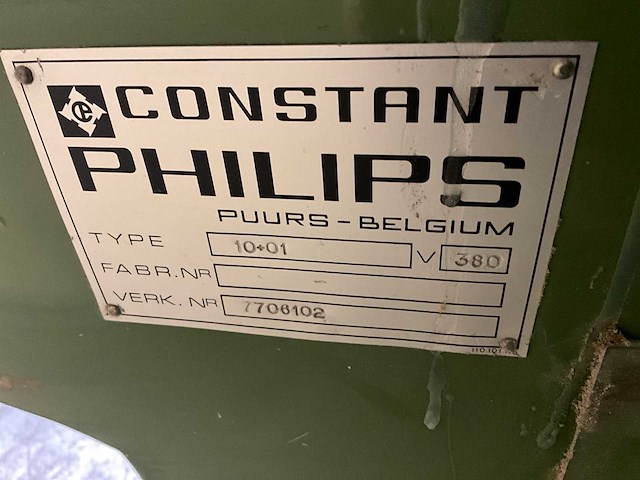 CONSTANT
PHILIPS
PUURS-BELGIUM
TYPE 10+01 V 380
FABR.NR -
VERK.NR 7706102